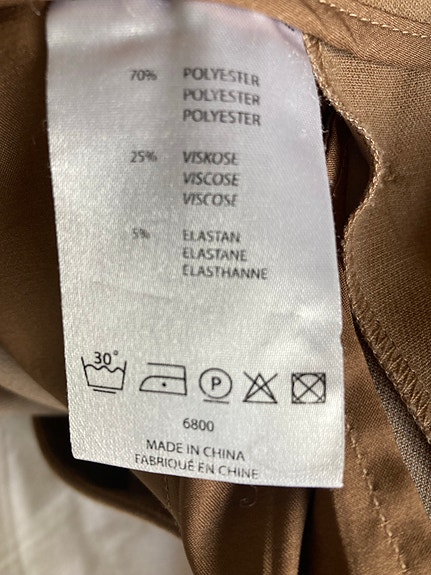 70% POLYESTER
POLYESTER
POLYESTER
25% VISKOSE
VISCOSE
VISCOSE
5% ELASTAN
ELASTANE
ELASTHANNE
30°
P
6800
MADE IN CHINA
FABRIQUÉ EN CHINE